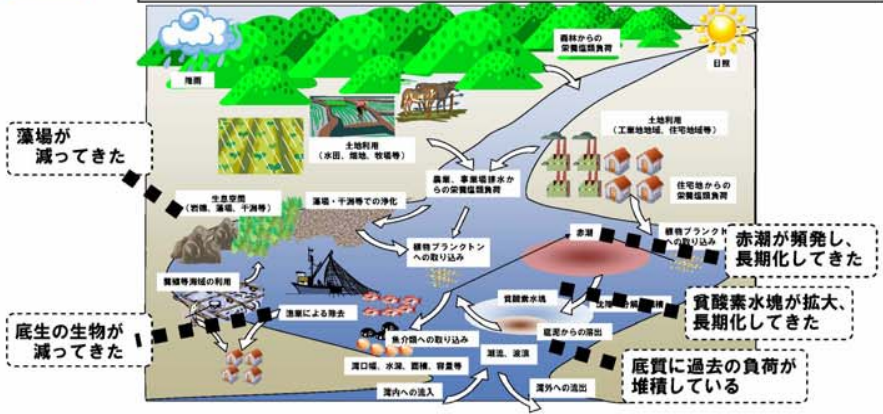 森林からの
栄養塩類負荷
降雨
日照
土地利用
(水田、畑地、牧場等)
土地利用
(工業地地域、住宅地域等)
藻場が
減ってきた
農業、事業場排水か
らの栄養塩類負荷
住宅地からの
栄養塩類負荷
生息空間
(岩礁、藻場、干潟等)
藻場・干潟等での浄化
植物プランクトン
への取り込み
赤潮
植物プランクトン
への取り込み
赤潮が頻発し、
長期化してきた
養殖等海域の利用
漁業による除去
貧酸素水塊
貧酸素水塊が拡大、
長期化してきた
底生の生物が
減ってきた
底泥からの溶出
魚介類への取り込み
潮流、波浪
湾口幅、水深、面積、容量等
底質に過去の負荷が
堆積している
湾内への流入
湾外への流出